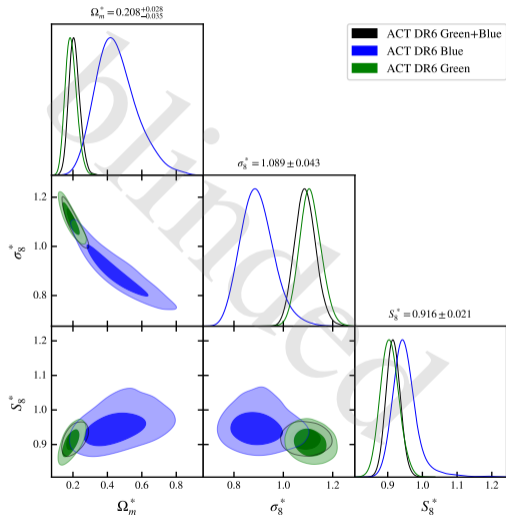 Ω*m = 0.208 +0.028 −0.035
ACT DR6 Green+Blue
ACT DR6 Blue
ACT DR6 Green
blinded
σ*8 = 1.089 ± 0.043
1.2
1.0
0.8
σ*8
S*8 = 0.916 ± 0.021
1.2
1.1
1.0
0.9
S*8
0.2 0.4 0.6 0.8
0.8 1.0 1.2
0.9 1.0 1.1 1.2
Ω*m
σ*8
S*8